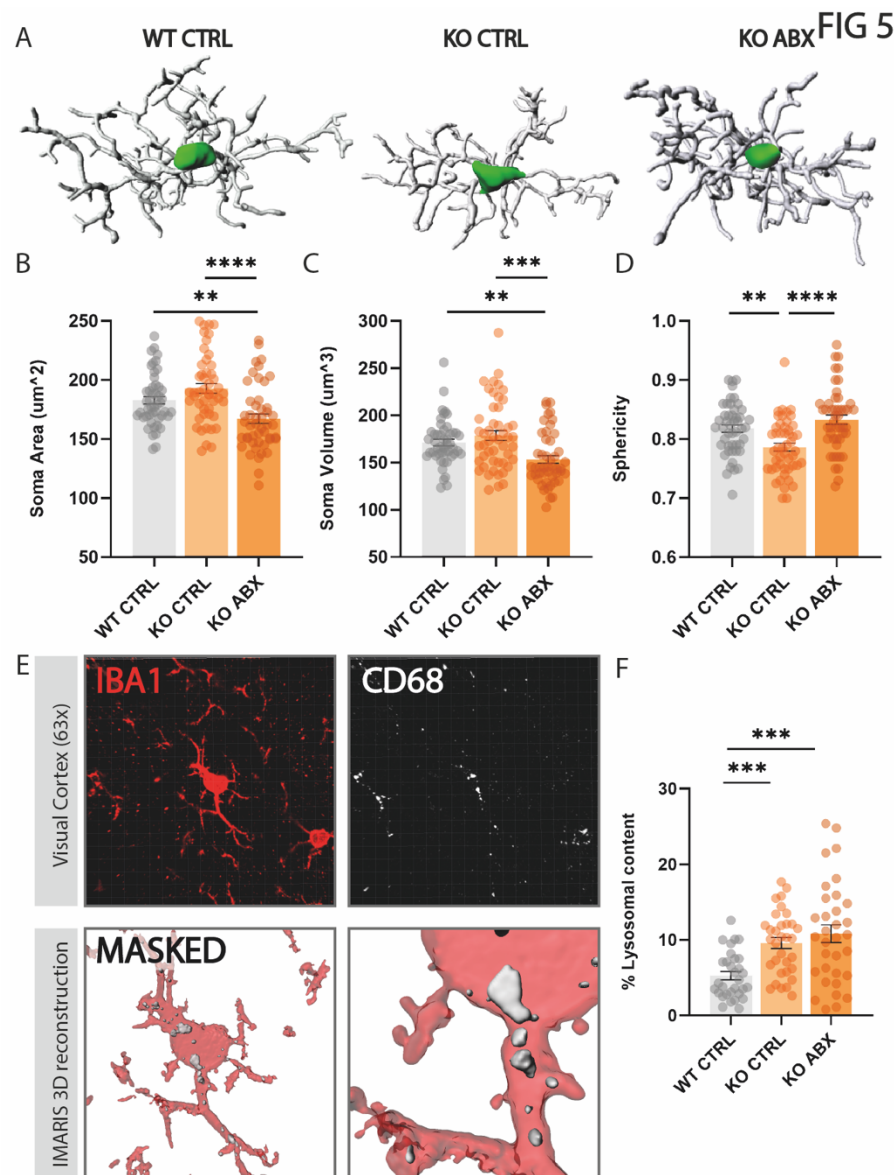 FIG 5
A
WT CTRL
KO CTRL
KO ABX
B
****
**
Soma Area (um^2)
250
200
150
100
50
WT CTRL
KO CTRL
KO ABX
C
***
**
Soma Volume (um^3)
300
250
200
150
100
50
WT CTRL
KO CTRL
KO ABX
D
**
****
Sphericity
1.0
0.9
0.8
0.7
0.6
WT CTRL
KO CTRL
KO ABX
E
Visual Cortex (63x)
IBA1
CD68
IMARIS 3D reconstruction
MASKED
F
***
***
% Lysosomal content
30
20
10
0
WT CTRL
KO CTRL
KO ABX